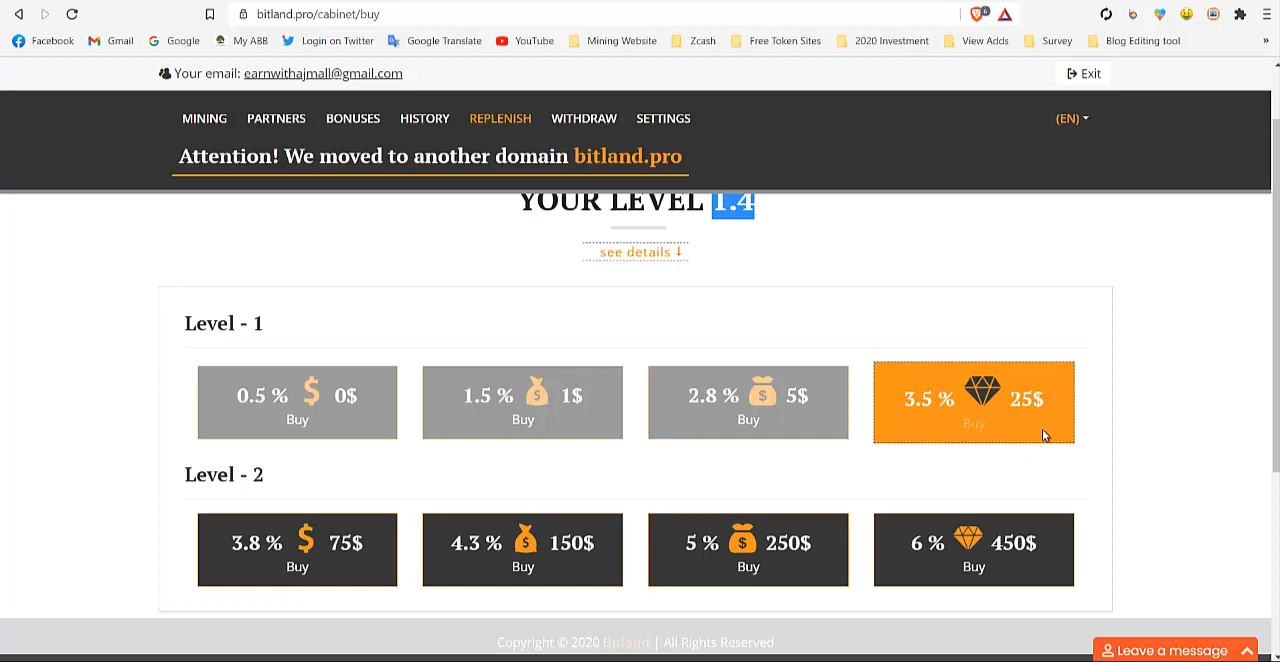 bitland.pro/cabinet/buy
6
Facebook Gmail Google My A8B Login on Twitter Google Translate YouTube Mining Website Zcash Free Token Sites 2020 Investment View Adds Survey Blog Editing tool »
Your email: earnwithajmall@gmail.com Exit
MINING PARTNERS BONUSES HISTORY REPLENISH WITHDRAW SETTINGS (EN)
Attention! We moved to another domain bitland.pro
YOUR LEVEL 1.4
see details ↓
Level - 1
0.5 % $ 0$ 1.5 % $ 1$ 2.8 % $ 5$ 3.5 % 25$
Buy Buy Buy Buy
Level - 2
3.8 % $ 75$ 4.3 % $ 150$ 5 % $ 250$ 6 % 450$
Buy Buy Buy Buy
Copyright © 2020 Bitland | All Rights Reserved
Leave a message